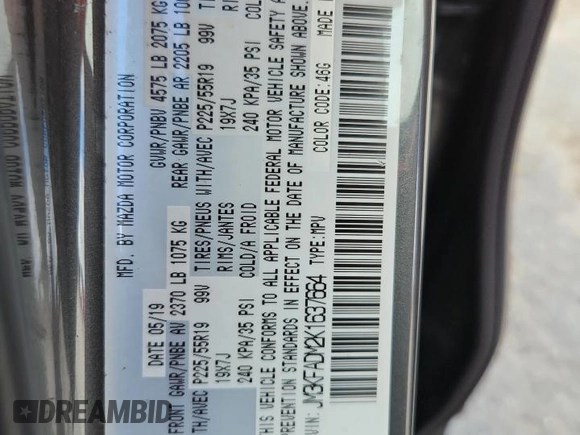 MFD. BY MAZDA MOTOR CORPORATION
DATE 05/19 GVWR/PNBV 4575 LB 2075 KG
FRONT GAWR/PNBE AV 2370 LB 1075 KG REAR GAWR/PNBE AR 2205 LB
TH/AVEC P225/55R19 99V TIRES/PNEUS WITH/AVEC P225/55R19 99V
19X7J RIMS/JANTES 19X7J
240 KPA/35 PSI COLD/A FROID 240 KPA/35 PSI
THIS VEHICLE CONFORMS TO ALL APPLICABLE FEDERAL MOTOR VEHICLE SAFETY
PREVENTION STANDARDS IN EFFECT ON THE DATE OF MANUFACTURE SHOWN
VIN: JM3KFADM2K1637664 TYPE:MPV COLOR CODE:46G
MADE
DREAMBID